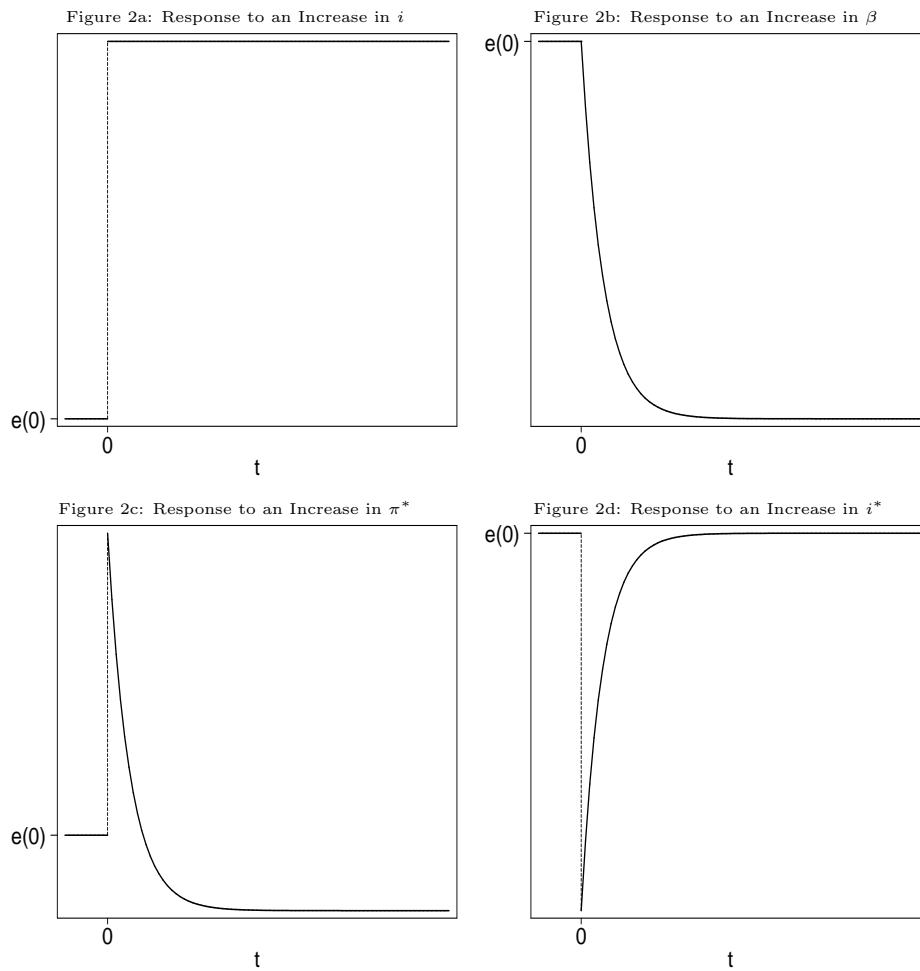 Figure 2a: Response to an Increase in i
e(0)
0
t
Figure 2b: Response to an Increase in β
e(0)
0
t
Figure 2c: Response to an Increase in π*
e(0)
0
t
Figure 2d: Response to an Increase in i*
e(0)
0
t